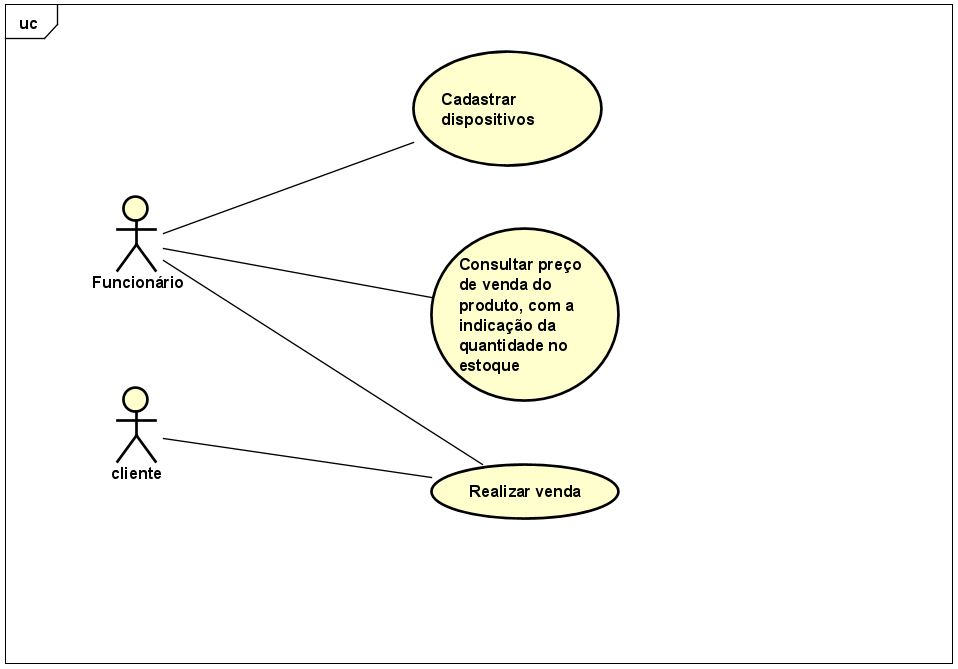 uc
Cadastrar
dispositivos
Funcionário
Consultar preço
de venda do
produto, com a
indicação da
quantidade no
estoque
cliente
Realizar venda